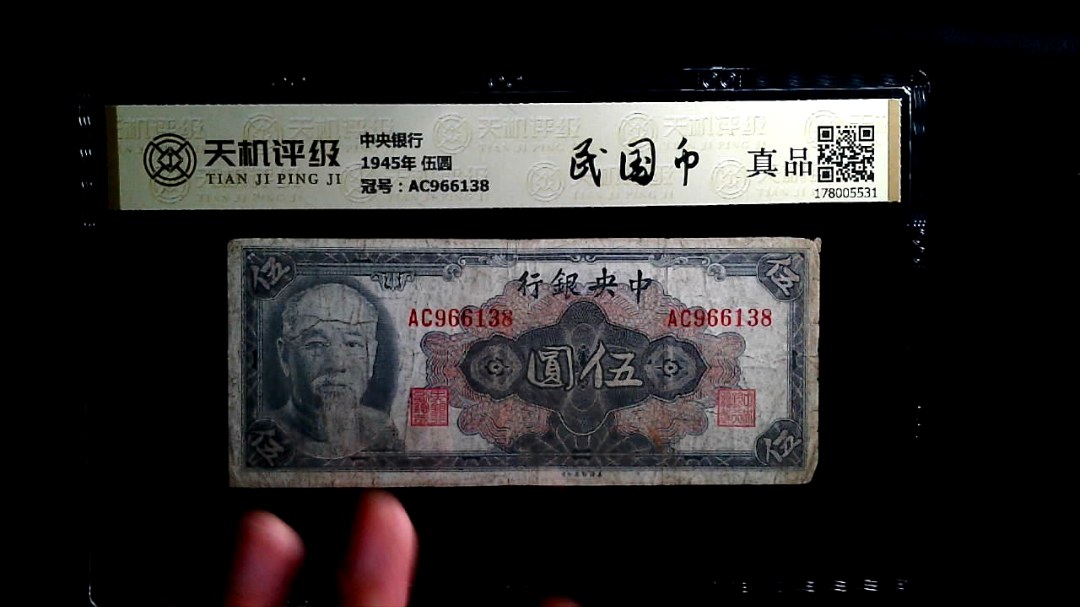 天机评级
TIAN JI PING JI
中央银行
1945年 伍圆
冠号：AC966138
民国币
真品
178005531
伍
伍
行銀央中
AC966138
AC966138
圓伍
伍
伍